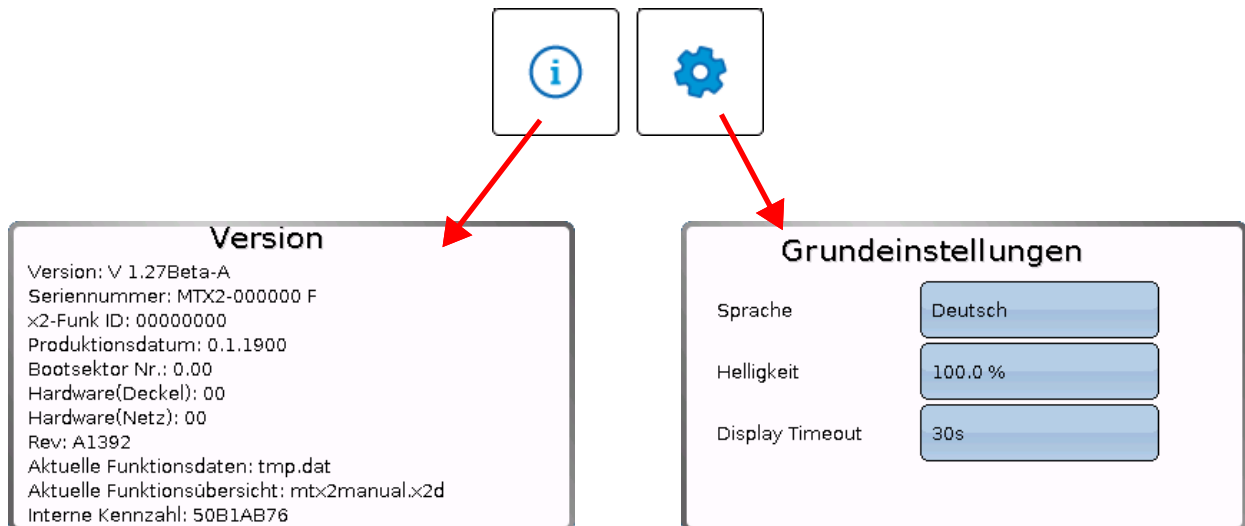 Version
Version: V 1.27Beta-A
Seriennummer: MTX2-000000 F
x2-Funk ID: 00000000
Produktionsdatum: 0.1.1900
Bootsektor Nr.: 0.00
Hardware(Deckel): 00
Hardware(Netz): 00
Rev: A1392
Aktuelle Funktionsdaten: tmp.dat
Aktuelle Funktionsübersicht: mtx2manual.x2d
Interne Kennzahl: 50B1AB76
Grundeinstellungen
Sprache Deutsch
Helligkeit 100.0 %
Display Timeout 30s